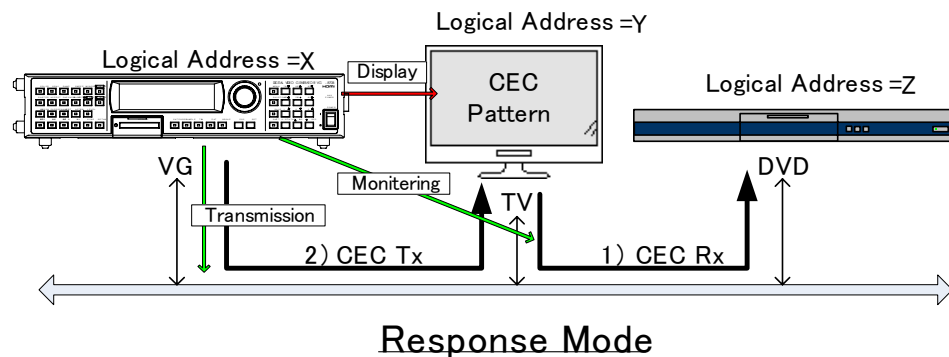 Logical Address =Y
Logical Address =X
Display
CEC
Pattern
Logical Address =Z
VG
Monitering
TV
DVD
Transmission
2) CEC Tx
1) CEC Rx
Response Mode